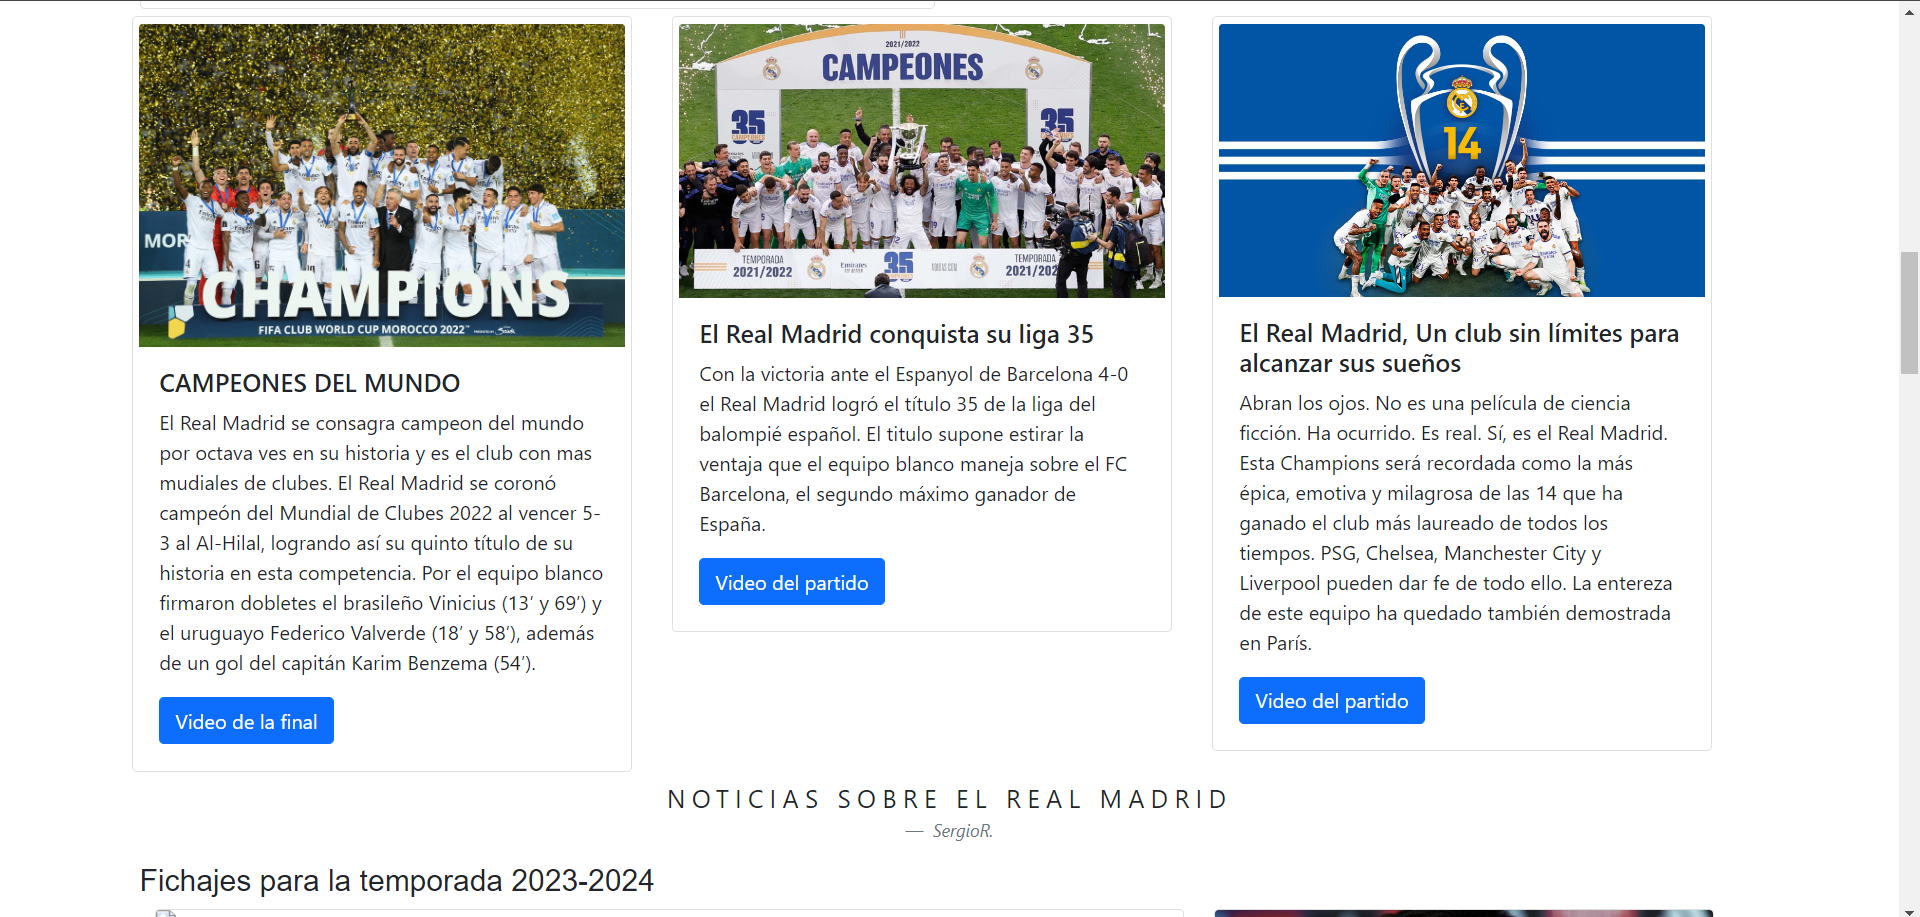 MOR
CHAMPIONS
FIFA CLUB WORLD CUP MOROCCO 2022™
CAMPEONES DEL MUNDO
El Real Madrid se consagra campeon del mundo
por octava ves en su historia y es el club con mas
mudiales de clubes. El Real Madrid se coronó
campeón del Mundial de Clubes 2022 al vencer 5-
3 al Al-Hilal, logrando así su quinto título de su
historia en esta competencia. Por el equipo blanco
firmaron dobletes el brasileño Vinicius (13’ y 69’) y
el uruguayo Federico Valverde (18’ y 58’), además
de un gol del capitán Karim Benzema (54’).
Video de la final
2021/2022
CAMPEONES
35
CAMPEONES
35
TEMPORADA
2021/2022
Emirates
35
TEMPORADA
2021/202
El Real Madrid conquista su liga 35
Con la victoria ante el Espanyol de Barcelona 4-0
el Real Madrid logró el título 35 de la liga del
balompié español. El titulo supone estirar la
ventaja que el equipo blanco maneja sobre el FC
Barcelona, el segundo máximo ganador de
España.
Video del partido
14
El Real Madrid, Un club sin límites para
alcanzar sus sueños
Abran los ojos. No es una película de ciencia
ficción. Ha ocurrido. Es real. Sí, es el Real Madrid.
Esta Champions será recordada como la más
épica, emotiva y milagrosa de las 14 que ha
ganado el club más laureado de todos los
tiempos. PSG, Chelsea, Manchester City y
Liverpool pueden dar fe de todo ello. La entereza
de este equipo ha quedado también demostrada
en París.
Video del partido
NOTICIAS SOBRE EL REAL MADRID
— SergioR.
Fichajes para la temporada 2023-2024